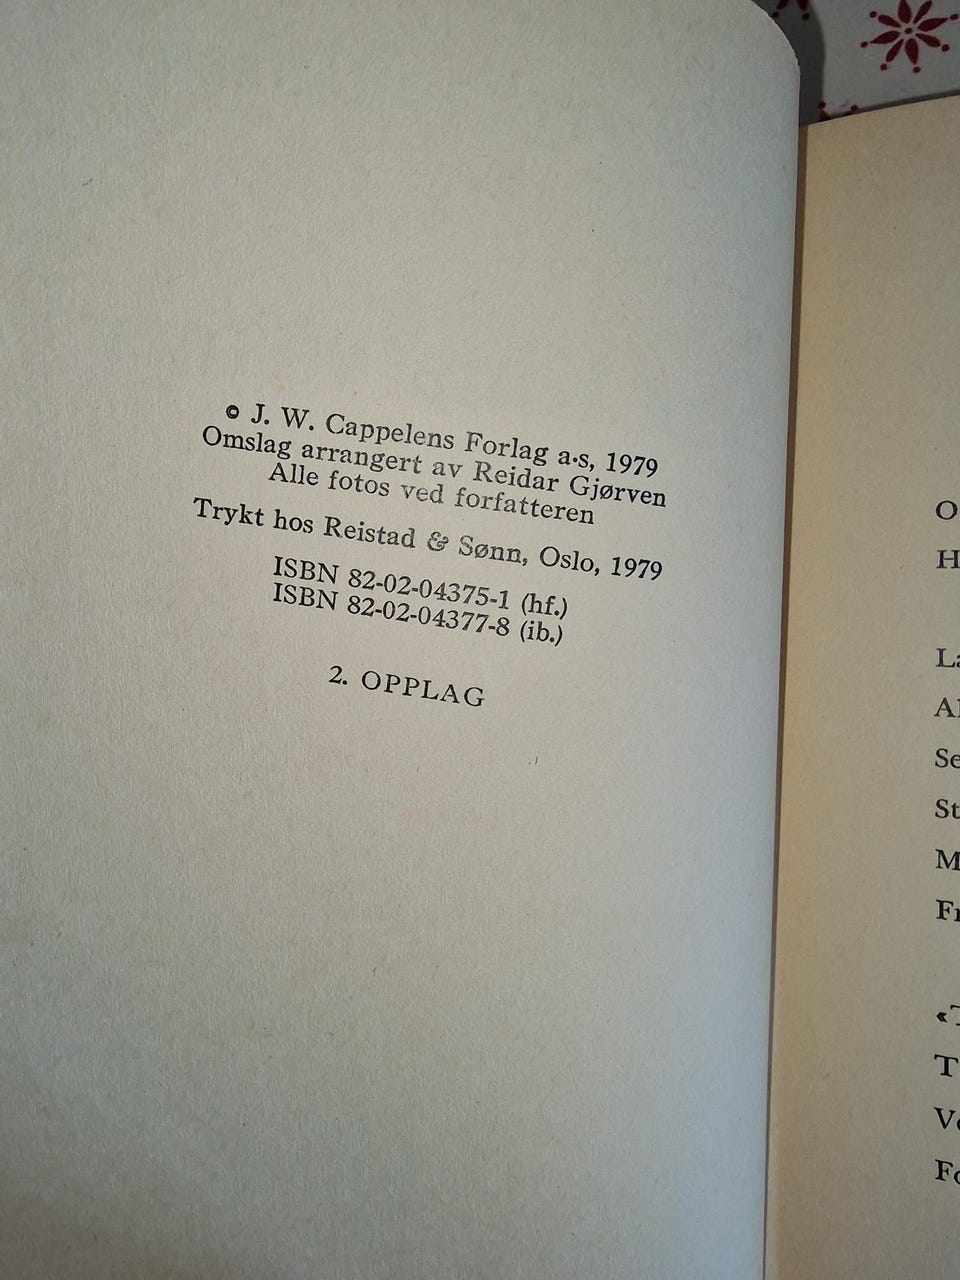 © J. W. Cappelens Forlag a·s, 1979
Omslag arrangert av Reidar Gjørven
Alle fotos ved forfatteren
Trykt hos Reistad & Sønn, Oslo, 1979
ISBN 82-02-04375-1 (hf.)
ISBN 82-02-04377-8 (ib.)
2. OPPLAG